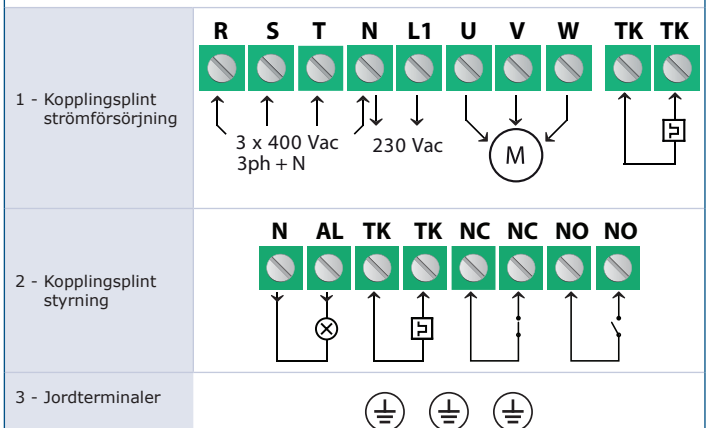 R S T N L1 U V W TK TK
1 - Kopplingsplint
strömförsörjning
3 x 400 Vac
3ph + N
230 Vac
M
N AL TK TK NC NC NO NO
2 - Kopplingsplint
styrning
3 - Jordterminaler